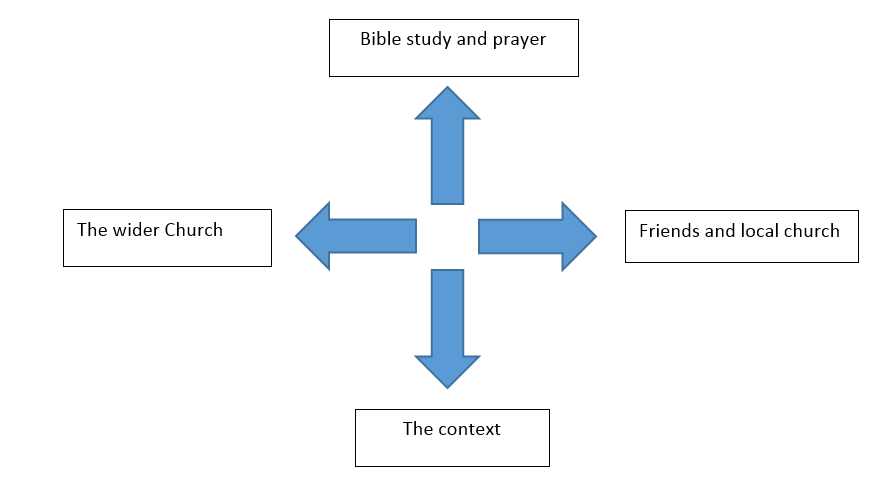 Bible study and prayer
The wider Church
Friends and local church
The context